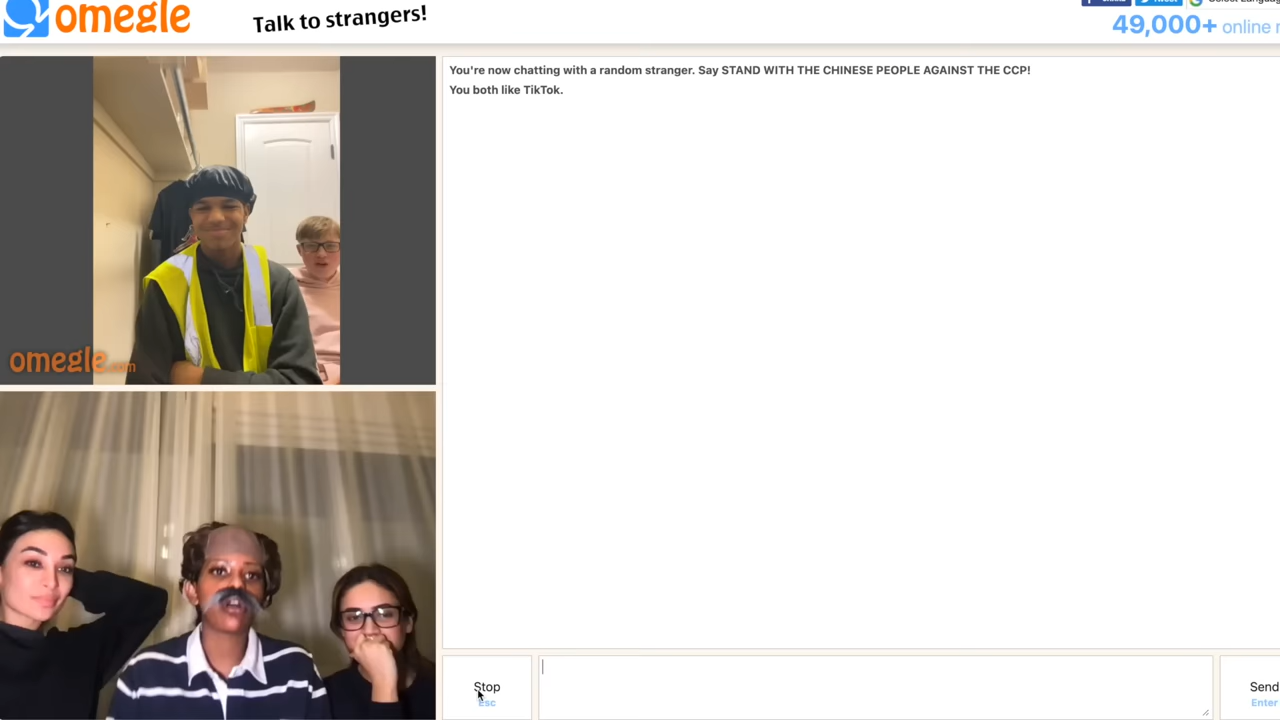 omegle
Talk to strangers!
49,000+ online
You're now chatting with a random stranger. Say STAND WITH THE CHINESE PEOPLE AGAINST THE CCP!
You both like TikTok.
omegle.com
Stop
Esc
Send
Enter